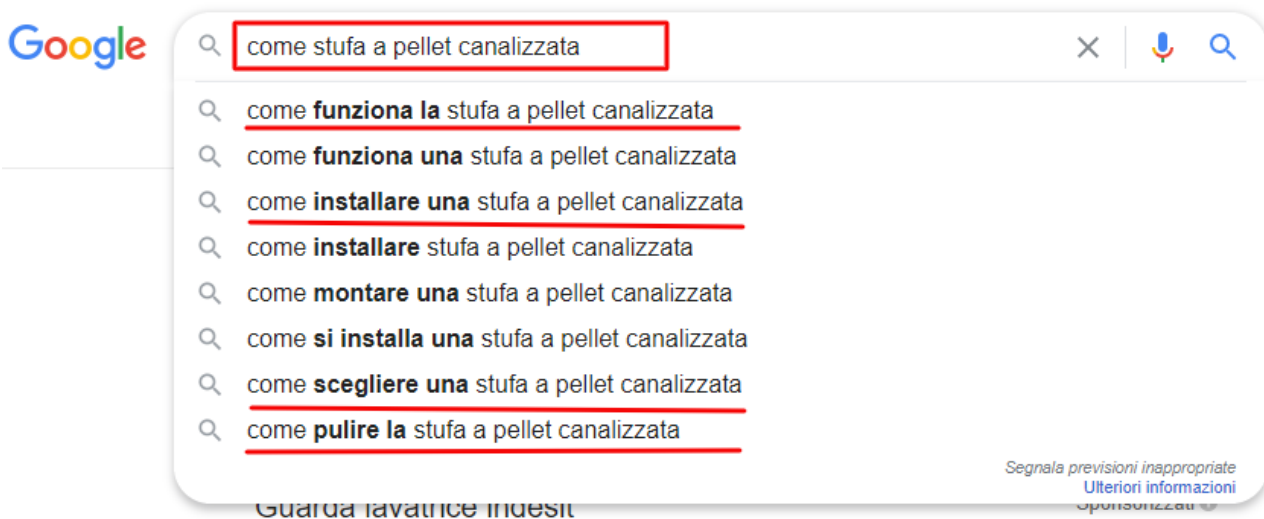 Google
come stufa a pellet canalizzata
come funziona la stufa a pellet canalizzata
come funziona una stufa a pellet canalizzata
come installare una stufa a pellet canalizzata
come installare stufa a pellet canalizzata
come montare una stufa a pellet canalizzata
come si installa una stufa a pellet canalizzata
come scegliere una stufa a pellet canalizzata
come pulire la stufa a pellet canalizzata
Segnala previsioni inappropriate
Ulteriori informazioni
Guarda lavatrice indesit
Sponsorizzati